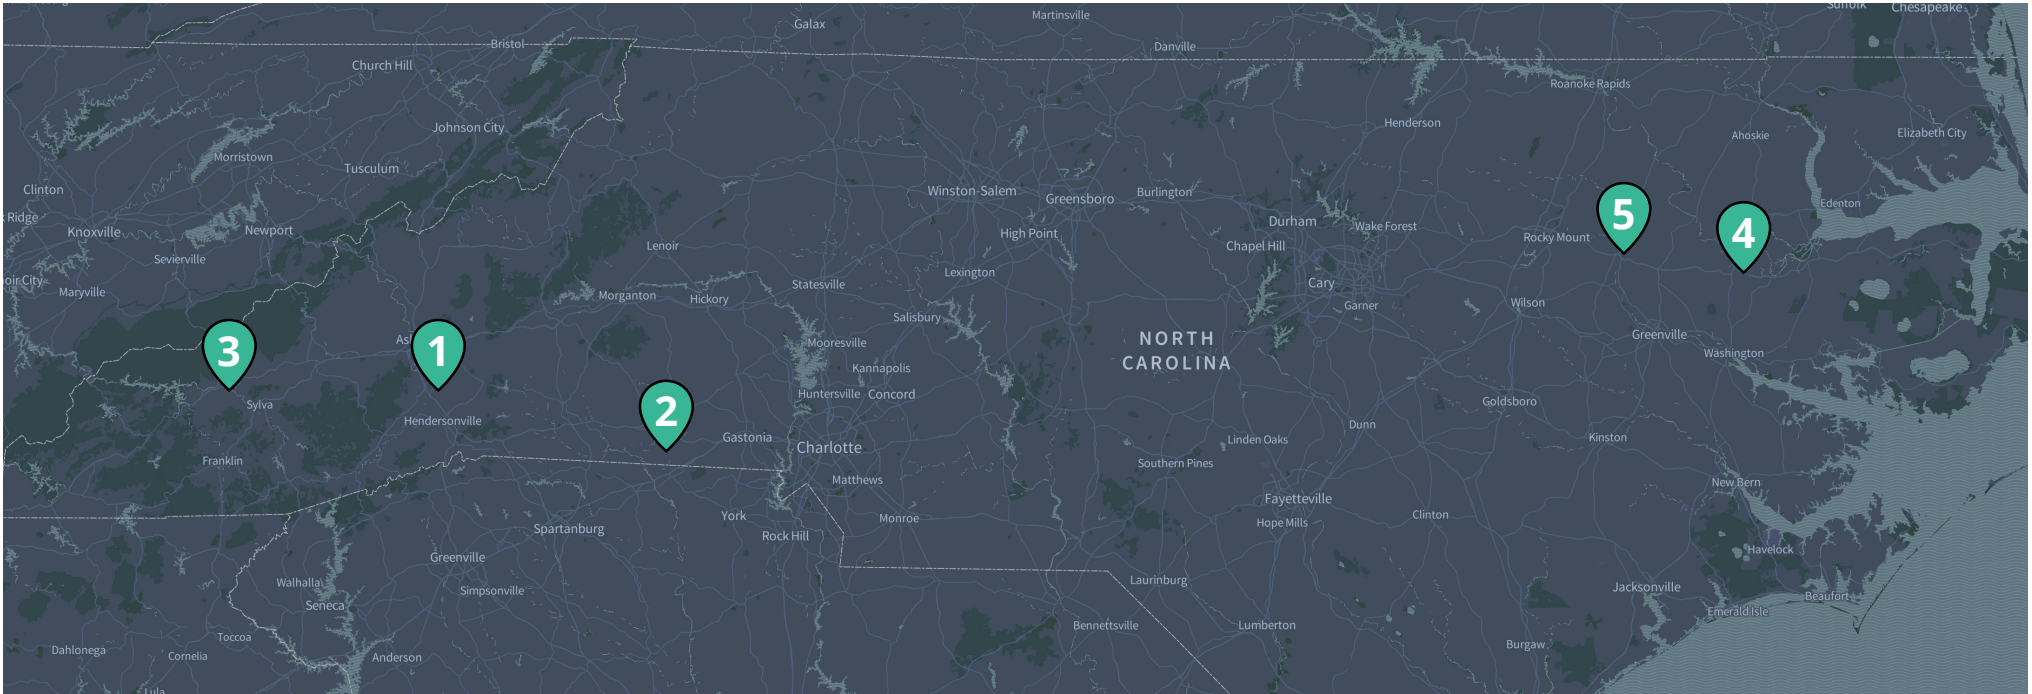 Galax
Martinsville
Suffolk
Chesapeake
Bristol
Danville
Church Hill
Roanoke Rapids
Johnson City
Henderson
Ahoskie
Elizabeth City
Morristown
Tusculum
Clinton
Winston-Salem
Greensboro
Burlington
Edenton
Ridge
Knoxville
Newport
Durham
Wake Forest
5
4
Rocky Mount
Lenoir
High Point
Chapel Hill
Sevierville
Lexington
oir City
Maryville
Morganton
Hickory
Statesville
Cary
Garner
Wilson
Salisbury
Greenville
3
As
1
Mooresville
NORTH
CAROLINA
Washington
Kannapolis
Huntersville
Concord
Sylva
2
Goldsboro
Hendersonville
Gastonia
Charlotte
Dunn
Linden Oaks
Kinston
Franklin
Southern Pines
Matthews
New Bern
Fayetteville
York
Monroe
Spartanburg
Rock Hill
Hope Mills
Clinton
Greenville
Havelock
Walhalla
Simpsonville
Laurinburg
Jacksonville
Seneca
Beaufort
Emerald Isle
Toccoa
Bennettsville
Lumberton
Dahlonega
Cornelia
Anderson
Burgaw
Lula